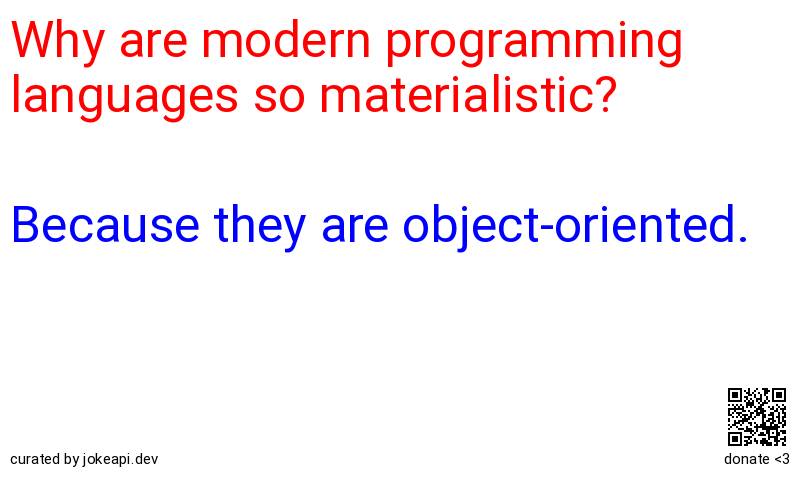 Why are modern programming
languages so materialistic?
Because they are object-oriented.
curated by jokeapi.dev
donate <3